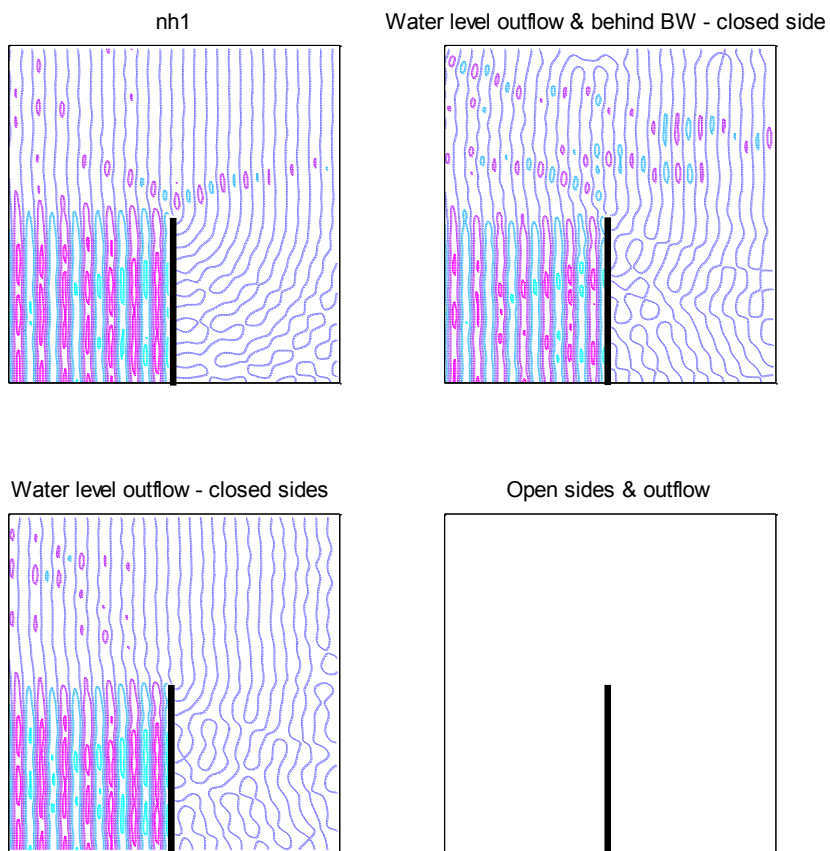 nh1
Water level outflow & behind BW - closed side
Water level outflow - closed sides
Open sides & outflow